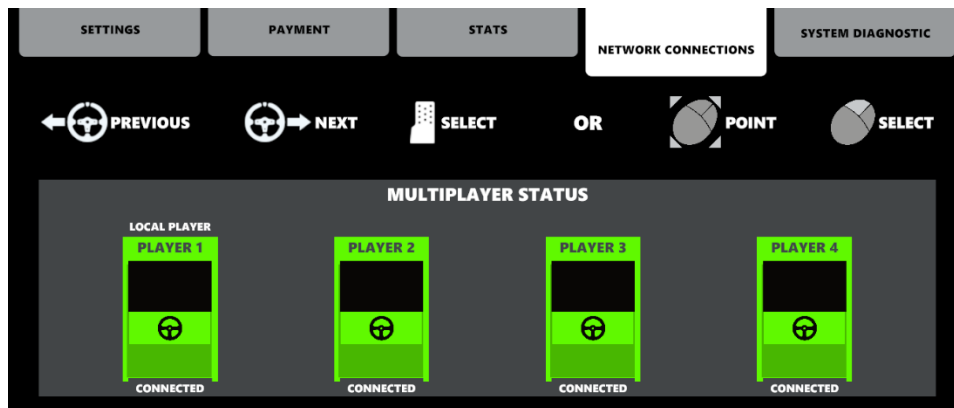 SETTINGS
PAYMENT
STATS
NETWORK CONNECTIONS
SYSTEM DIAGNOSTIC
PREVIOUS
NEXT
SELECT
OR
POINT
SELECT
MULTIPLAYER STATUS
LOCAL PLAYER
PLAYER 1
PLAYER 2
PLAYER 3
PLAYER 4
CONNECTED
CONNECTED
CONNECTED
CONNECTED